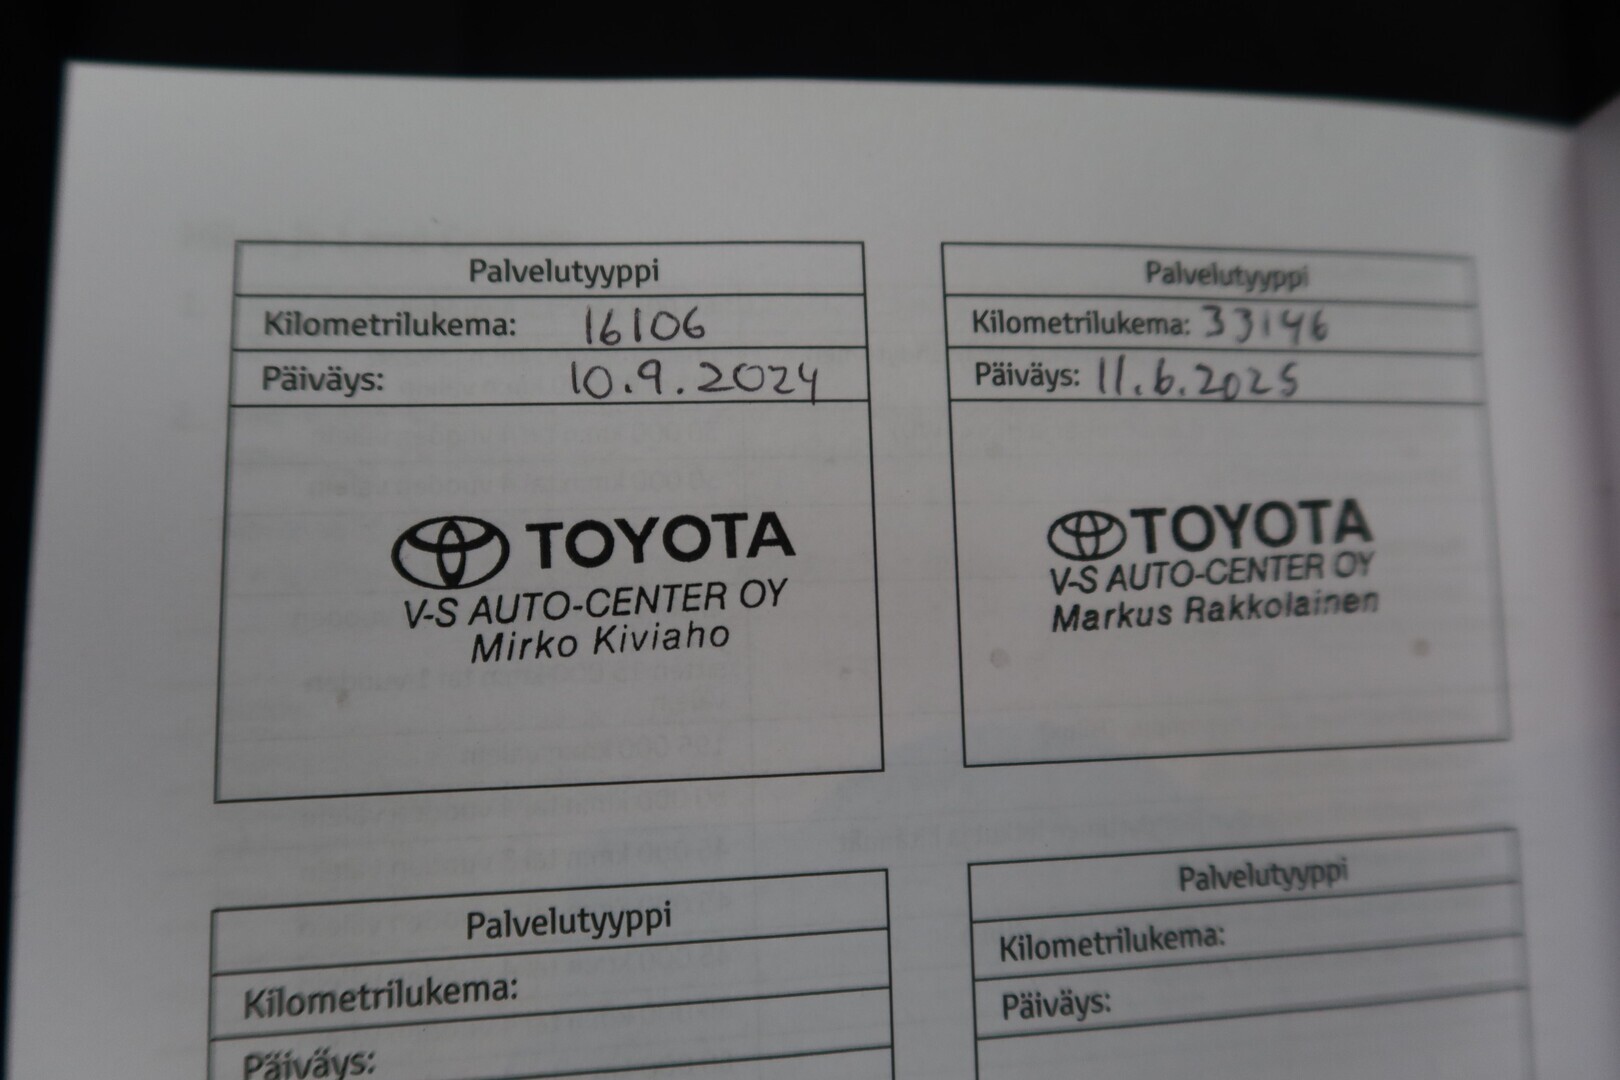 Palvelutyyppi
Kilometrilukema: 16106
Päiväys: 10.9.2024
TOYOTA
V-S AUTO-CENTER OY
Mirko Kiviaho
Palvelutyyppi
Kilometrilukema: 33146
Päiväys: 11.6.2025
TOYOTA
V-S AUTO-CENTER OY
Markus Rakkolainen
Palvelutyyppi
Kilometrilukema:
Päiväys:
Palvelutyyppi
Kilometrilukema:
Päiväys: